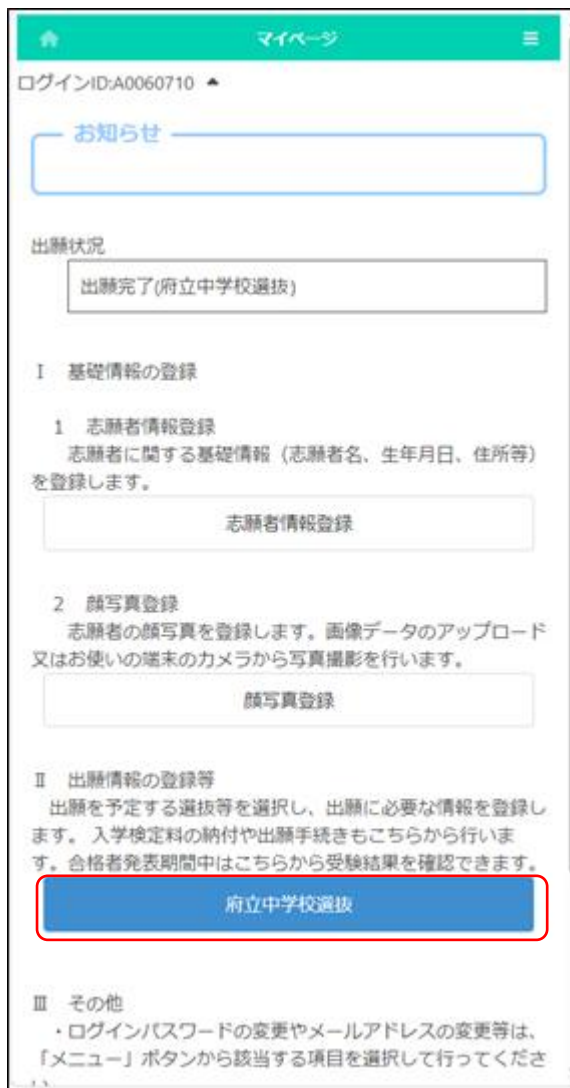 マイページ
ログインID:A0060710
お知らせ
出願状況
出願完了(府立中学校選抜)
Ⅰ 基礎情報の登録
1 志願者情報登録
志願者に関する基礎情報（志願者名、生年月日、住所等）
を登録します。
志願者情報登録
2 顔写真登録
志願者の顔写真を登録します。画像データのアップロード
又はお使いの端末のカメラから写真撮影を行います。
顔写真登録
Ⅱ 出願情報の登録等
出願を予定する選抜等を選択し、出願に必要な情報を登録し
ます。 入学検定料の納付や出願手続きもこちらから行いま
す。合格者発表期間中はこちらから受験結果を確認できます。
府立中学校選抜
Ⅲ その他
・ログインパスワードの変更やメールアドレスの変更等は、
「メニュー」ボタンから該当する項目を選択して行ってくださ